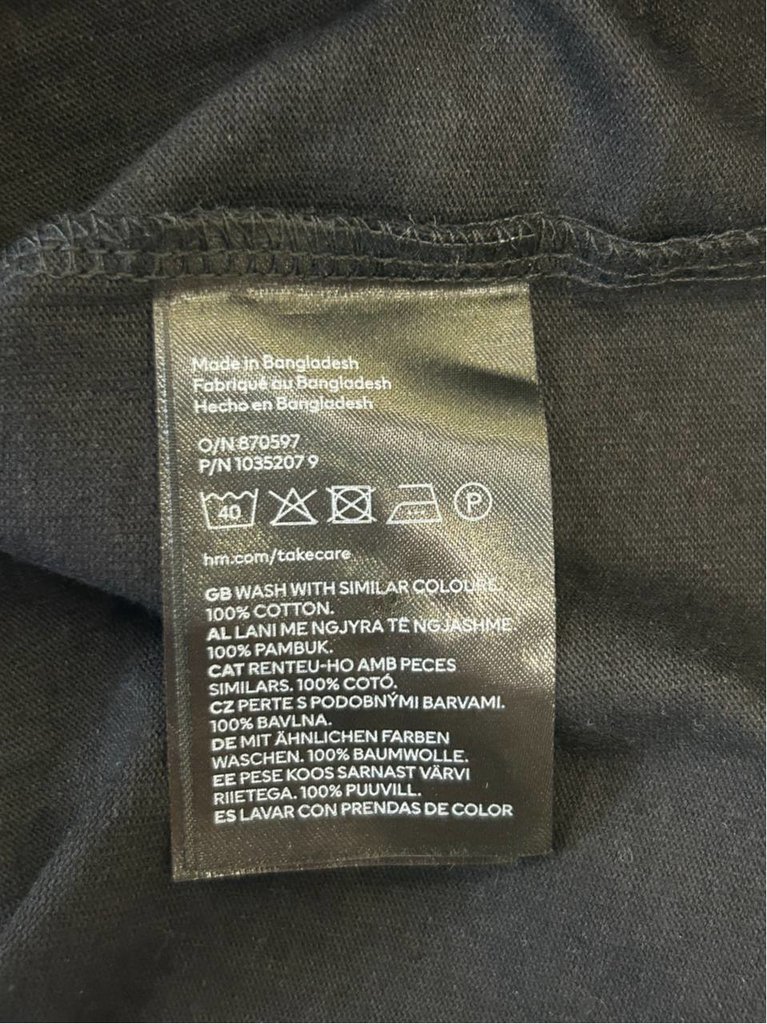 Made in Bangladesh
Fabriqué au Bangladesh
Hecho en Bangladesh
O/N 870597
P/N 1035207 9
40 P
hm.com/takecare
GB WASH WITH SIMILAR COLOURS.
100% COTTON.
AL LANI ME NGJYRA TË NGJASHME.
100% PAMBUK.
CAT RENTEU-HO AMB PECES
SIMILARS. 100% COTÓ.
CZ PERTE S PODOBNÝMI BARVAMI.
100% BAVLNA.
DE MIT ÄHNLICHEN FARBEN
WASCHEN. 100% BAUMWOLLE.
EE PESE KOOS SARNAST VÄRVI
RIIETEGA. 100% PUUVILL.
ES LAVAR CON PRENDAS DE COLOR